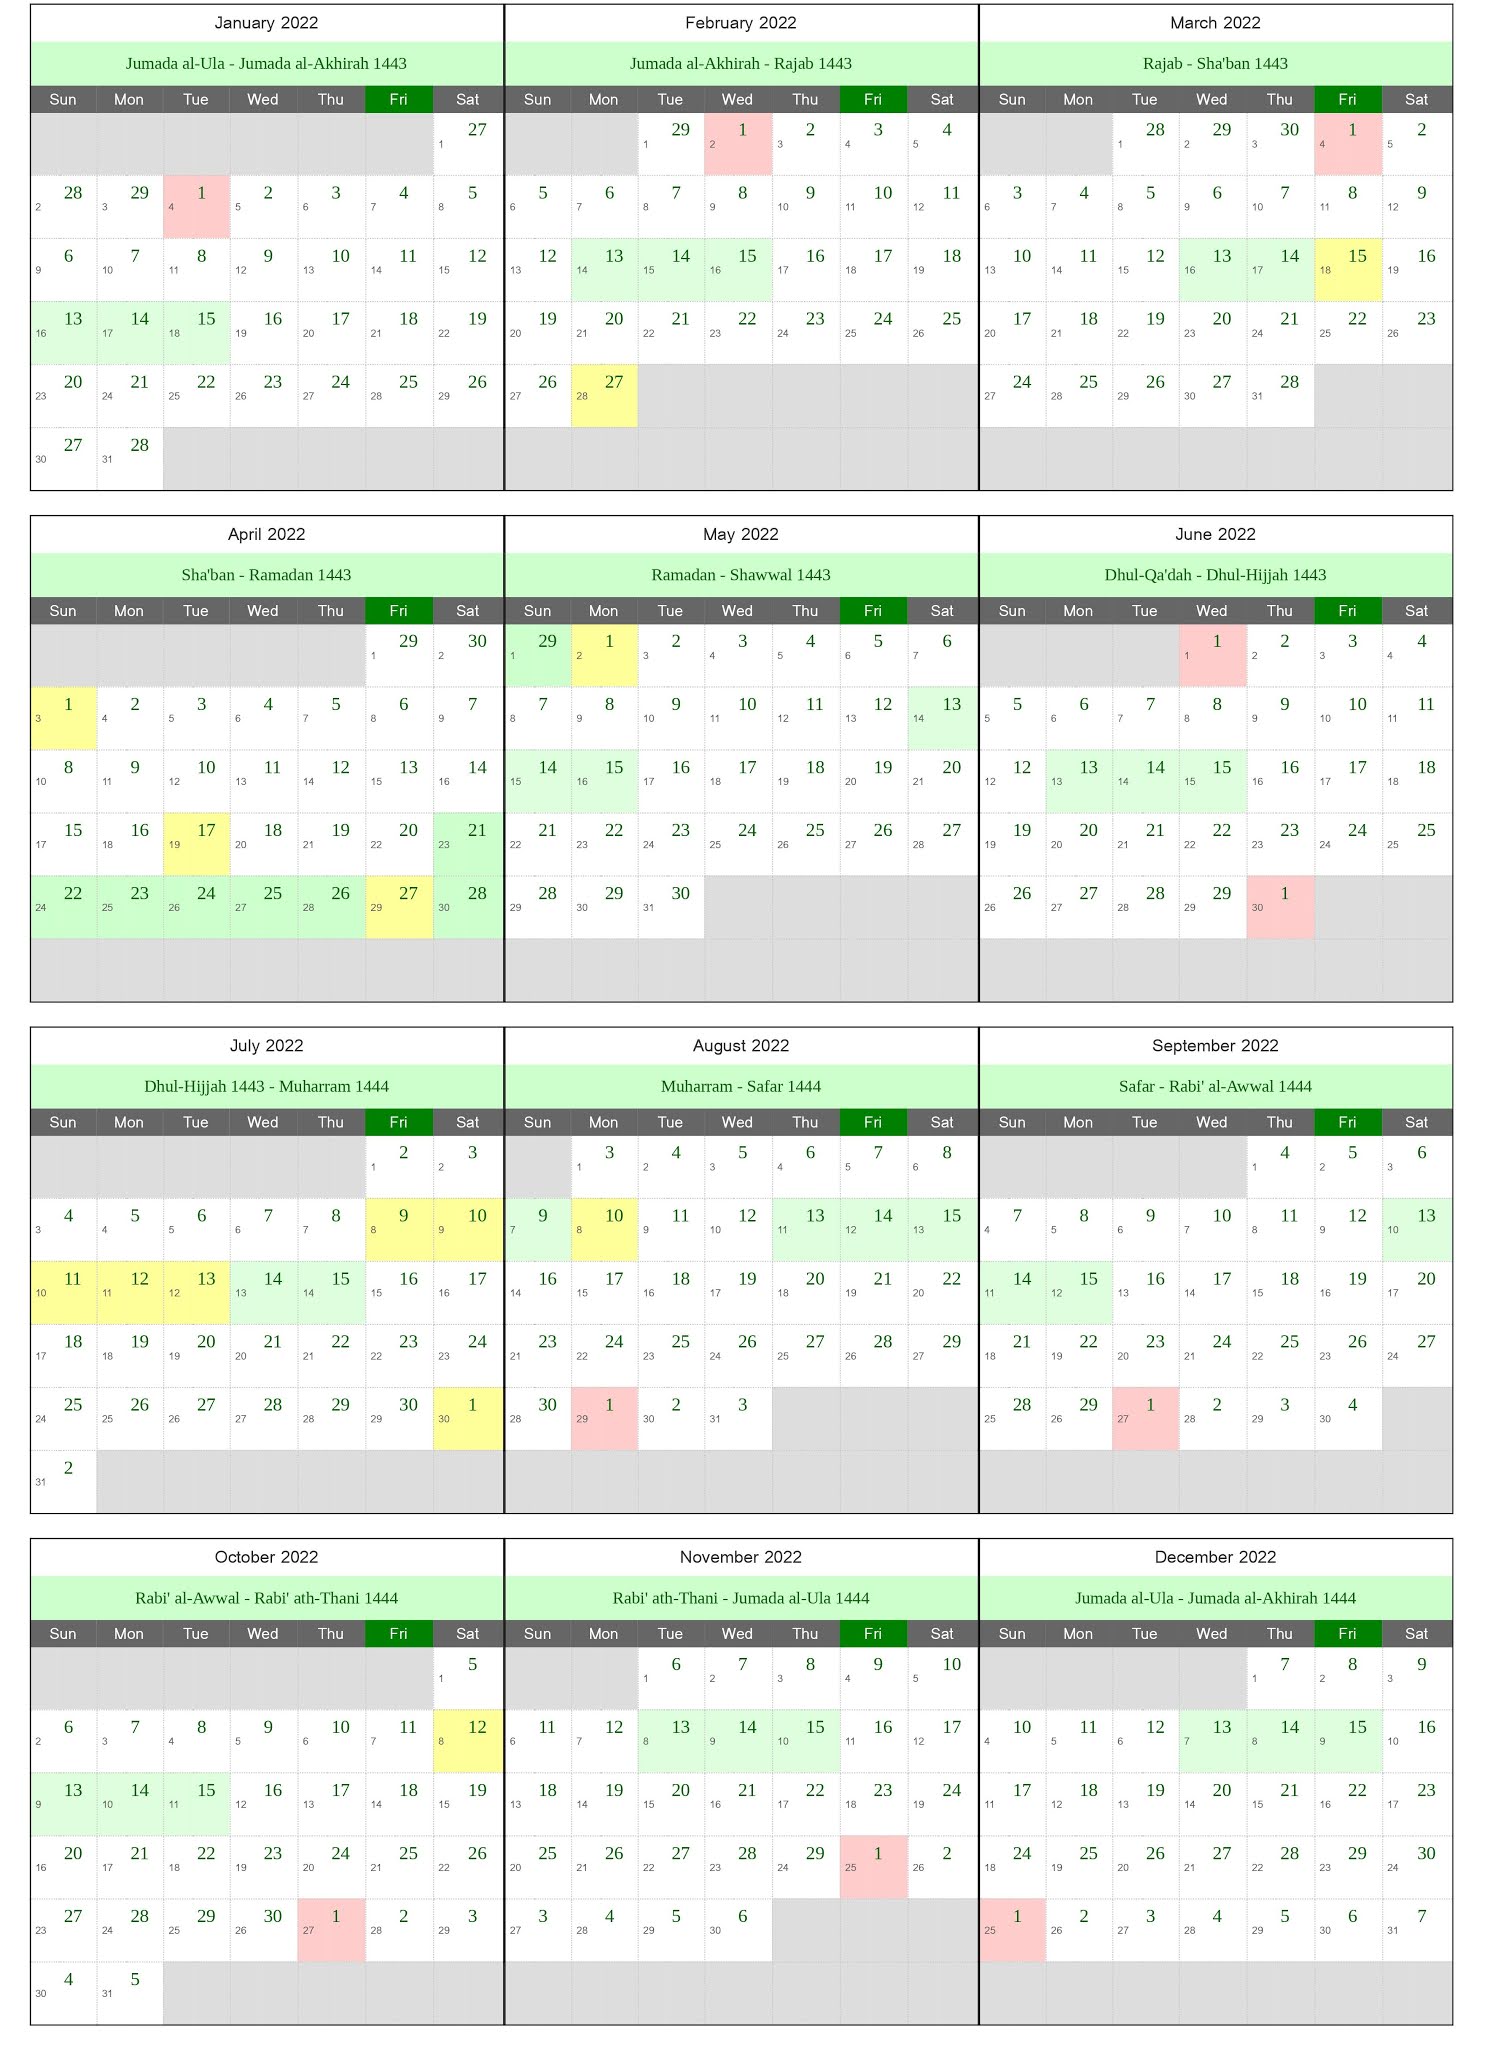 January 2022
Jumada al-Ula - Jumada al-Akhirah 1443
Sun Mon Tue Wed Thu Fri Sat
27
1
28 29 1 2 3 4 5
2 3 4 5 6 7 8
6 7 8 9 10 11 12
9 10 11 12 13 14 15
13 14 15 16 17 18 19
16 17 18 19 20 21 22
20 21 22 23 24 25 26
23 24 25 26 27 28 29
27 28
30 31
February 2022
Jumada al-Akhirah - Rajab 1443
Sun Mon Tue Wed Thu Fri Sat
29 1 2 3 4
1 2 3 4 5
5 6 7 8 9 10 11
6 7 8 9 10 11 12
12 13 14 15 16 17 18
13 14 15 16 17 18 19
19 20 21 22 23 24 25
20 21 22 23 24 25 26
26 27
27 28
March 2022
Rajab - Sha'ban 1443
Sun Mon Tue Wed Thu Fri Sat
28 29 30 1 2
1 2 3 4 5
3 4 5 6 7 8 9
6 7 8 9 10 11 12
10 11 12 13 14 15 16
13 14 15 16 17 18 19
17 18 19 20 21 22 23
20 21 22 23 24 25 26
24 25 26 27 28
27 28 29 30 31
April 2022
Sha'ban - Ramadan 1443
Sun Mon Tue Wed Thu Fri Sat
29 30
1 2
1 2 3 4 5 6 7
3 4 5 6 7 8 9
8 9 10 11 12 13 14
10 11 12 13 14 15 16
15 16 17 18 19 20 21
17 18 19 20 21 22 23
22 23 24 25 26 27 28
24 25 26 27 28 29 30
May 2022
Ramadan - Shawwal 1443
Sun Mon Tue Wed Thu Fri Sat
29 1 2 3 4 5 6
1 2 3 4 5 6 7
7 8 9 10 11 12 13
8 9 10 11 12 13 14
14 15 16 17 18 19 20
15 16 17 18 19 20 21
21 22 23 24 25 26 27
22 23 24 25 26 27 28
28 29 30
29 30 31
June 2022
Dhul-Qa'dah - Dhul-Hijjah 1443
Sun Mon Tue Wed Thu Fri Sat
1 2 3 4
1 2 3 4
5 6 7 8 9 10 11
5 6 7 8 9 10 11
12 13 14 15 16 17 18
12 13 14 15 16 17 18
19 20 21 22 23 24 25
19 20 21 22 23 24 25
26 27 28 29 1
26 27 28 29 30
July 2022
Dhul-Hijjah 1443 - Muharram 1444
Sun Mon Tue Wed Thu Fri Sat
2 3
1 2
4 5 6 7 8 9 10
3 4 5 6 7 8 9
11 12 13 14 15 16 17
10 11 12 13 14 15 16
18 19 20 21 22 23 24
17 18 19 20 21 22 23
25 26 27 28 29 30 1
24 25 26 27 28 29 30
2
31
August 2022
Muharram - Safar 1444
Sun Mon Tue Wed Thu Fri Sat
3 4 5 6 7 8
1 2 3 4 5 6
9 10 11 12 13 14 15
7 8 9 10 11 12 13
16 17 18 19 20 21 22
14 15 16 17 18 19 20
23 24 25 26 27 28 29
21 22 23 24 25 26 27
30 1 2 3
28 29 30 31
September 2022
Safar - Rabi' al-Awwal 1444
Sun Mon Tue Wed Thu Fri Sat
4 5 6
1 2 3
7 8 9 10 11 12 13
4 5 6 7 8 9 10
14 15 16 17 18 19 20
11 12 13 14 15 16 17
21 22 23 24 25 26 27
18 19 20 21 22 23 24
28 29 1 2 3 4
25 26 27 28 29 30
October 2022
Rabi' al-Awwal - Rabi' ath-Thani 1444
Sun Mon Tue Wed Thu Fri Sat
5
1
6 7 8 9 10 11 12
2 3 4 5 6 7 8
13 14 15 16 17 18 19
9 10 11 12 13 14 15
20 21 22 23 24 25 26
16 17 18 19 20 21 22
27 28 29 30 1 2 3
23 24 25 26 27 28 29
4 5
30 31
November 2022
Rabi' ath-Thani - Jumada al-Ula 1444
Sun Mon Tue Wed Thu Fri Sat
6 7 8 9 10
1 2 3 4 5
11 12 13 14 15 16 17
6 7 8 9 10 11 12
18 19 20 21 22 23 24
13 14 15 16 17 18 19
25 26 27 28 29 1 2
20 21 22 23 24 25 26
3 4 5 6
27 28 29 30
December 2022
Jumada al-Ula - Jumada al-Akhirah 1444
Sun Mon Tue Wed Thu Fri Sat
7 8 9
1 2 3
10 11 12 13 14 15 16
4 5 6 7 8 9 10
17 18 19 20 21 22 23
11 12 13 14 15 16 17
24 25 26 27 28 29 30
18 19 20 21 22 23 24
1 2 3 4 5 6 7
25 26 27 28 29 30 31